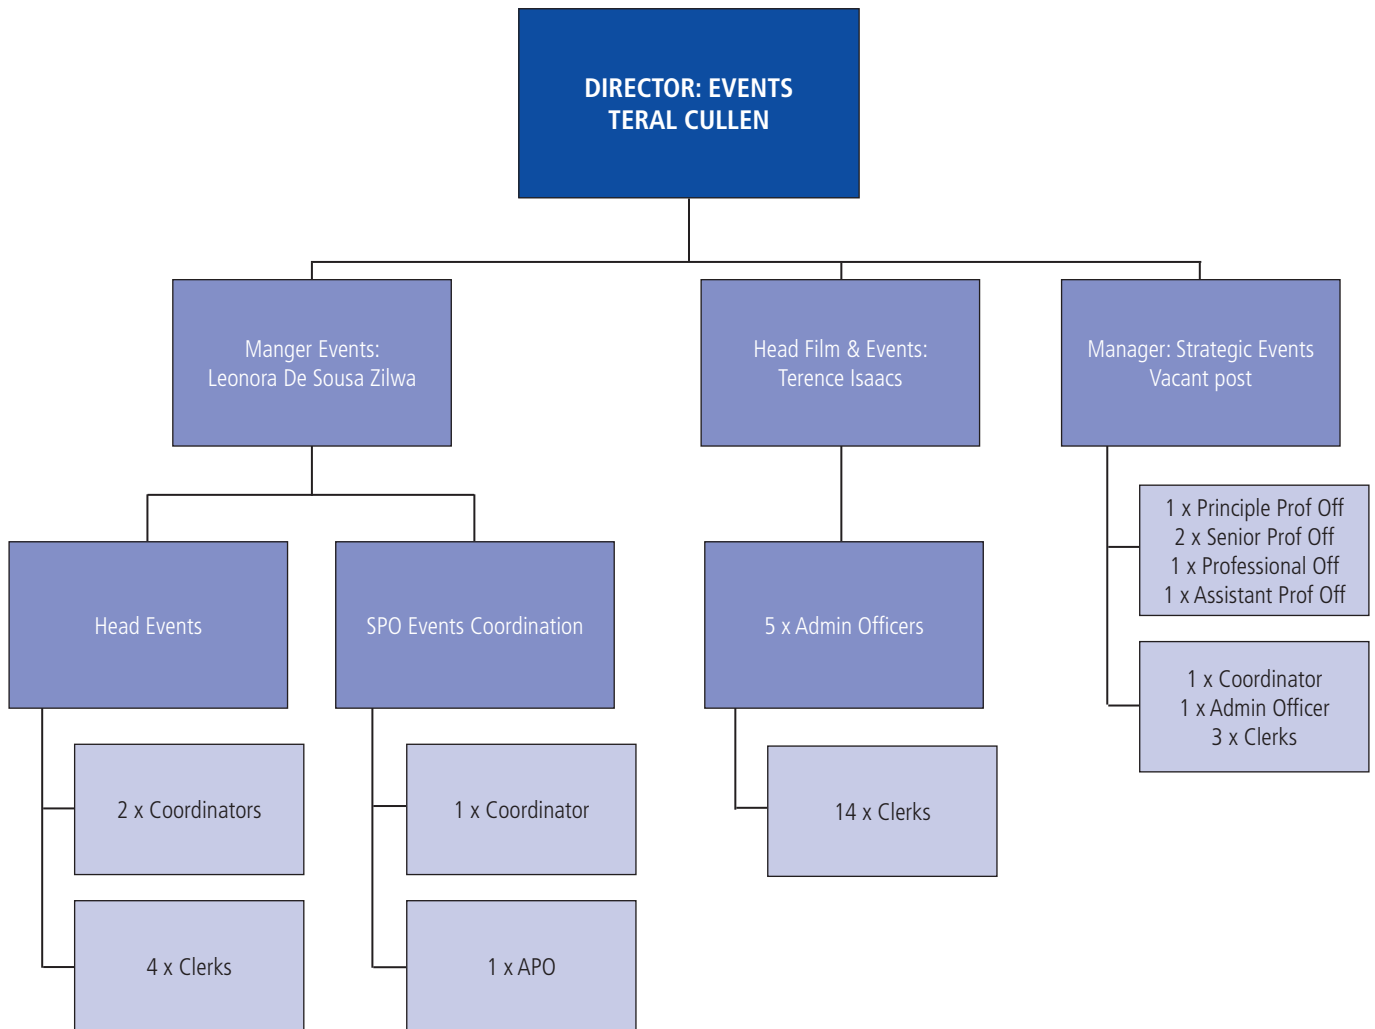 DIRECTOR: EVENTS
TERAL CULLEN
Manger Events:
Leonora De Sousa Zilwa
Head Film & Events:
Terence Isaacs
Manager: Strategic Events
Vacant post
Head Events
SPO Events Coordination
5 x Admin Officers
1 x Principle Prof Off
2 x Senior Prof Off
1 x Professional Off
1 x Assistant Prof Off
1 x Coordinator
1 x Admin Officer
3 x Clerks
2 x Coordinators
1 x Coordinator
14 x Clerks
4 x Clerks
1 x APO